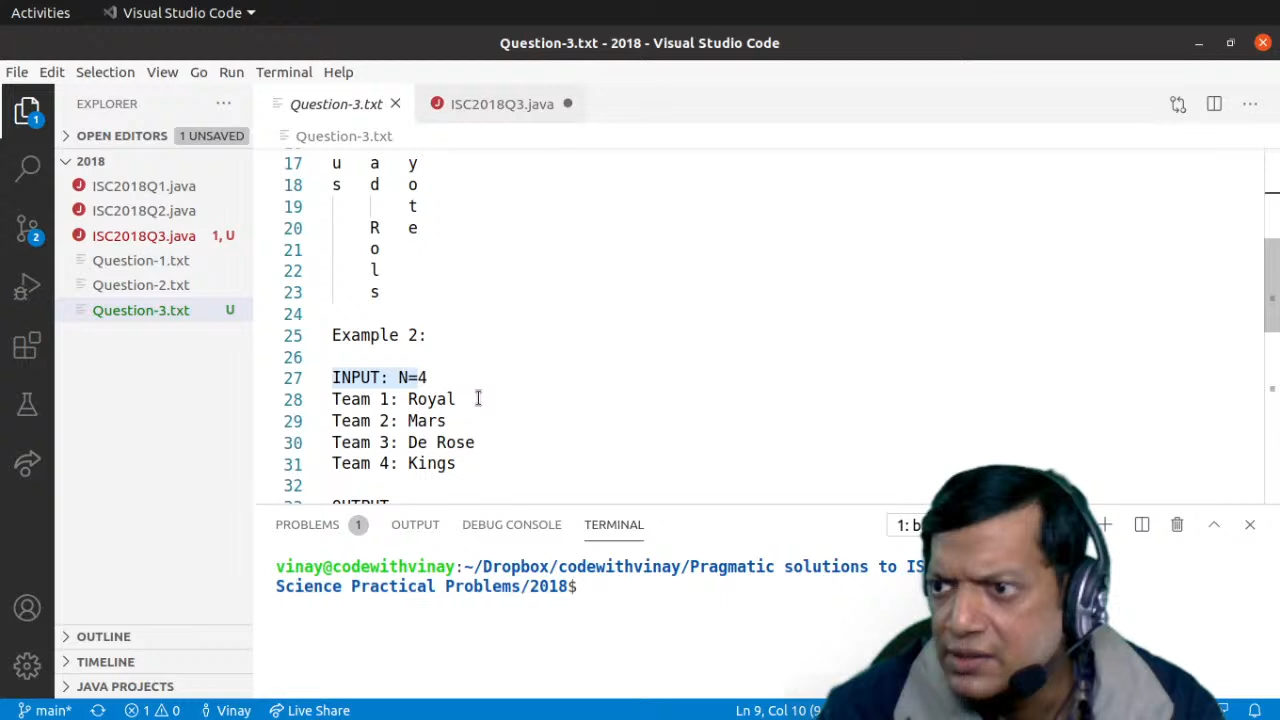 Activities Visual Studio Code
Question-3.txt - 2018 - Visual Studio Code
File Edit Selection View Go Run Terminal Help
EXPLORER ··· Question-3.txt ISC2018Q3.java ···
OPEN EDITORS 1 UNSAVED Question-3.txt
2018
ISC2018Q1.java
ISC2018Q2.java
ISC2018Q3.java 1, U
Question-1.txt
Question-2.txt
Question-3.txt U
OUTLINE
TIMELINE
JAVA PROJECTS
1
2
17 u a y
18 s d o
19 t
20 R e
21 o
22 l
23 s
24
25 Example 2:
26
27 INPUT: N=4
28 Team 1: Royal
29 Team 2: Mars
30 Team 3: De Rose
31 Team 4: Kings
32
OUTPUT
PROBLEMS 1 OUTPUT DEBUG CONSOLE TERMINAL 1: b
vinay@codewithvinay:~/Dropbox/codewithvinay/Pragmatic solutions to IS
Science Practical Problems/2018$
main* 1 0 Vinay Live Share Ln 9, Col 10 (9